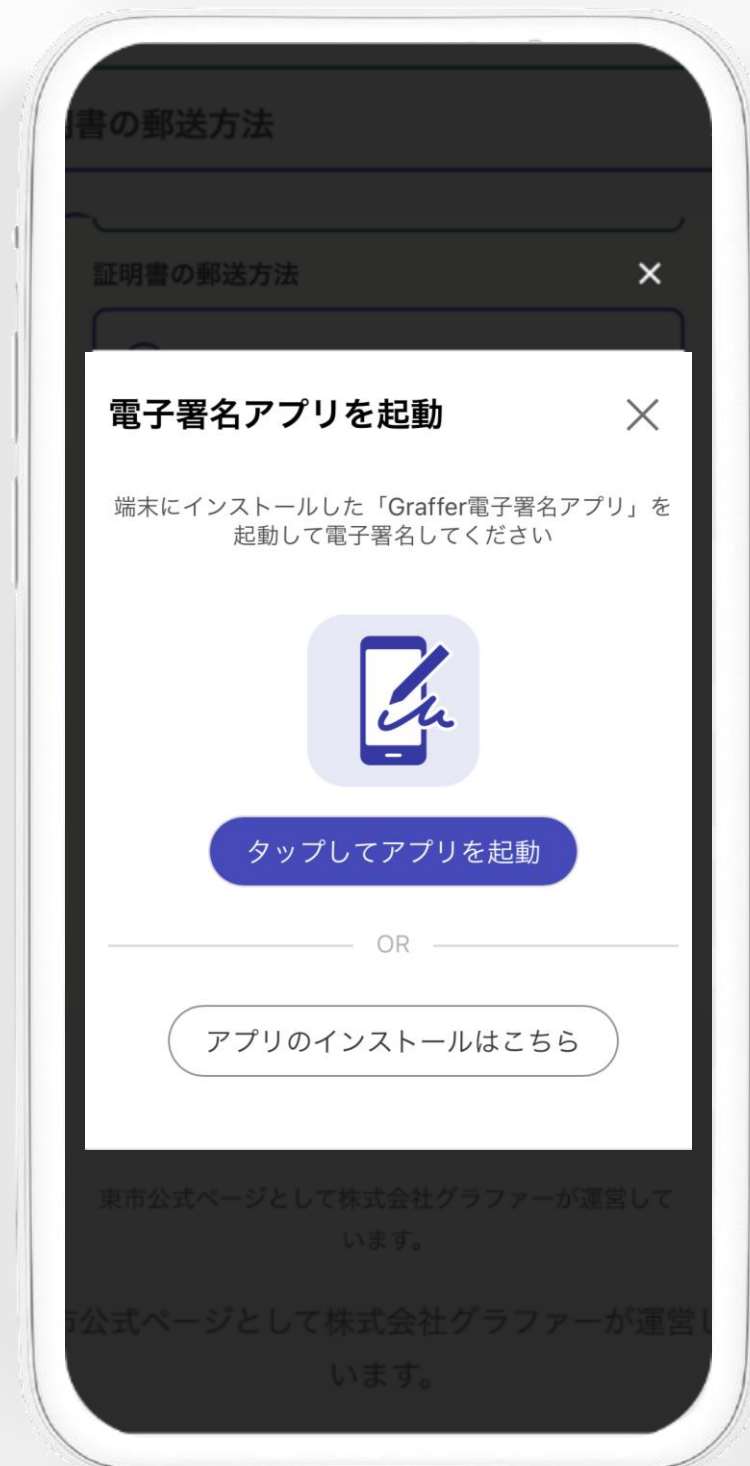 書の郵送方法
証明書の郵送方法
電子署名アプリを起動
端末にインストールした「Graffer電子署名アプリ」を
起動して電子署名してください
タップしてアプリを起動
OR
アプリのインストールはこちら
東市公式ページとして株式会社グラファーが運営して
います。
市公式ページとして株式会社グラファーが運営し
います。